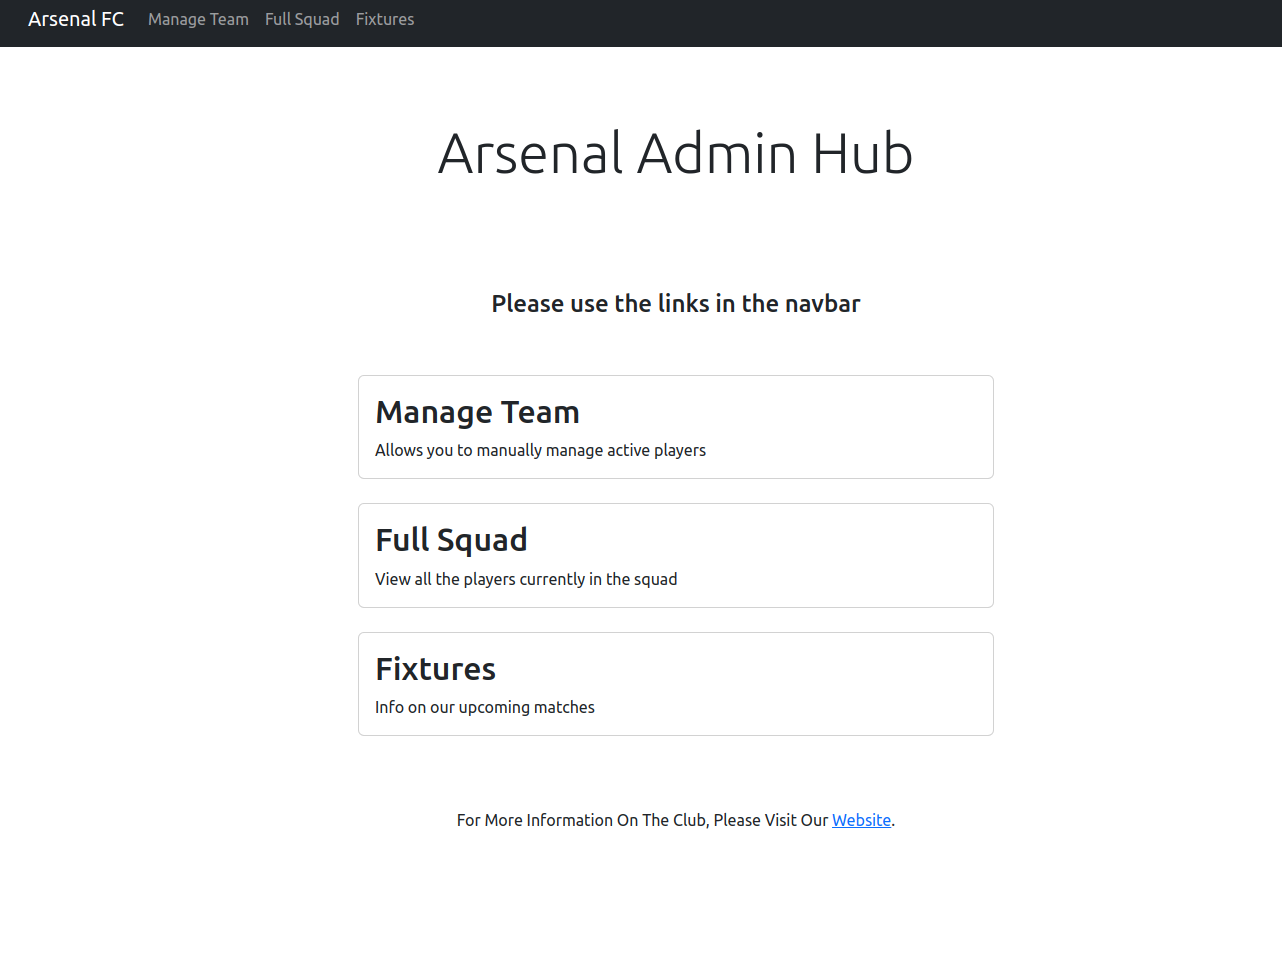 Arsenal FC Manage Team Full Squad Fixtures
Arsenal Admin Hub
Please use the links in the navbar
Manage Team
Allows you to manually manage active players
Full Squad
View all the players currently in the squad
Fixtures
Info on our upcoming matches
For More Information On The Club, Please Visit Our Website.